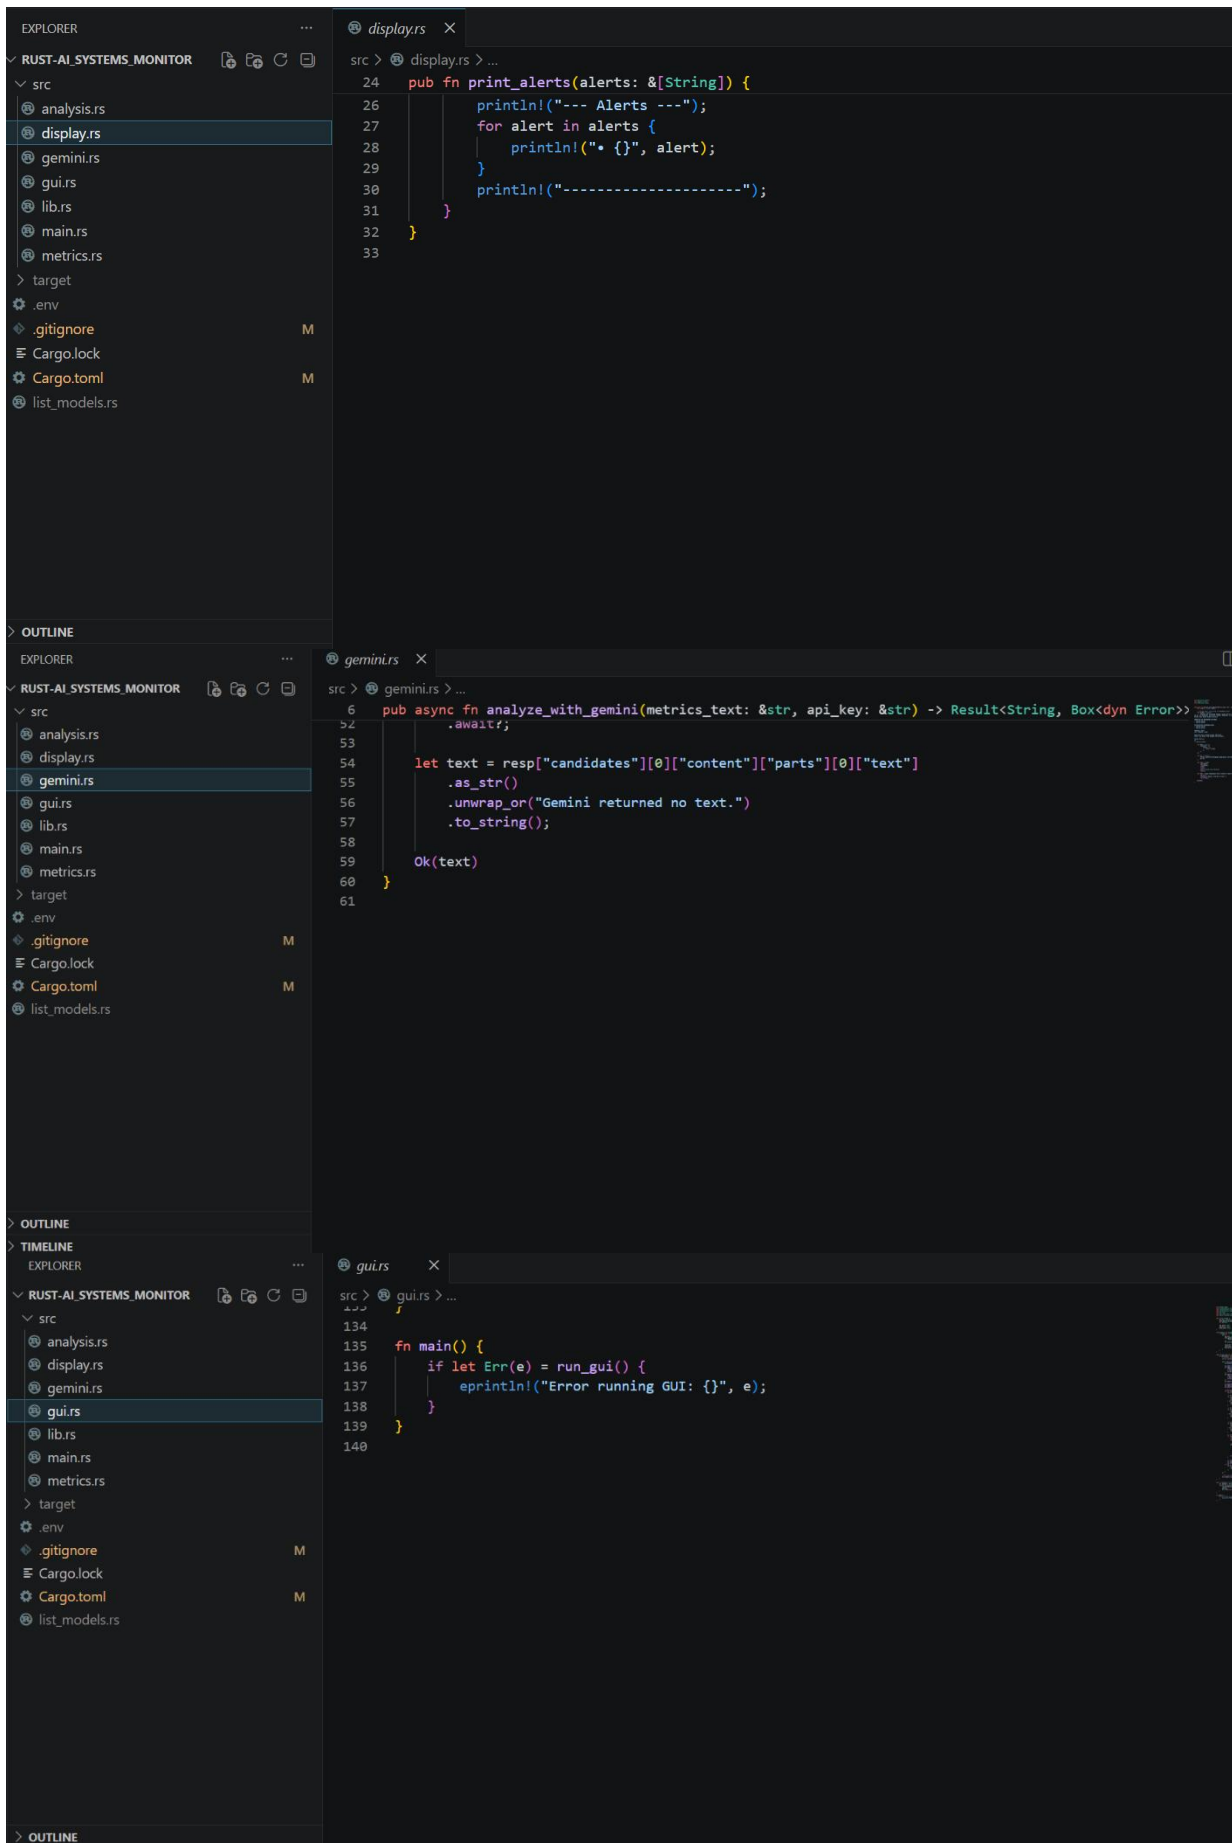 EXPLORER ...
RUST-AI_SYSTEMS_MONITOR
src
analysis.rs
display.rs
gemini.rs
gui.rs
lib.rs
main.rs
metrics.rs
target
.env
.gitignore M
Cargo.lock
Cargo.toml M
list_models.rs
OUTLINE
display.rs ×
src > display.rs > ...
24 pub fn print_alerts(alerts: &[String]) {
26 println!("--- Alerts ---");
27 for alert in alerts {
28 println!("• {}", alert);
29 }
30 println!("---------------------");
31 }
32 }
33
EXPLORER ...
RUST-AI_SYSTEMS_MONITOR
src
analysis.rs
display.rs
gemini.rs
gui.rs
lib.rs
main.rs
metrics.rs
target
.env
.gitignore M
Cargo.lock
Cargo.toml M
list_models.rs
OUTLINE
TIMELINE
gemini.rs ×
src > gemini.rs > ...
6 pub async fn analyze_with_gemini(metrics_text: &str, api_key: &str) -> Result<String, Box<dyn Error>>
52 .await?;
53
54 let text = resp["candidates"][0]["content"]["parts"][0]["text"]
55 .as_str()
56 .unwrap_or("Gemini returned no text.")
57 .to_string();
58
59 Ok(text)
60 }
61
EXPLORER ...
RUST-AI_SYSTEMS_MONITOR
src
analysis.rs
display.rs
gemini.rs
gui.rs
lib.rs
main.rs
metrics.rs
target
.env
.gitignore M
Cargo.lock
Cargo.toml M
list_models.rs
OUTLINE
gui.rs ×
src > gui.rs > ...
133 }
134
135 fn main() {
136 if let Err(e) = run_gui() {
137 eprintln!("Error running GUI: {}", e);
138 }
139 }
140